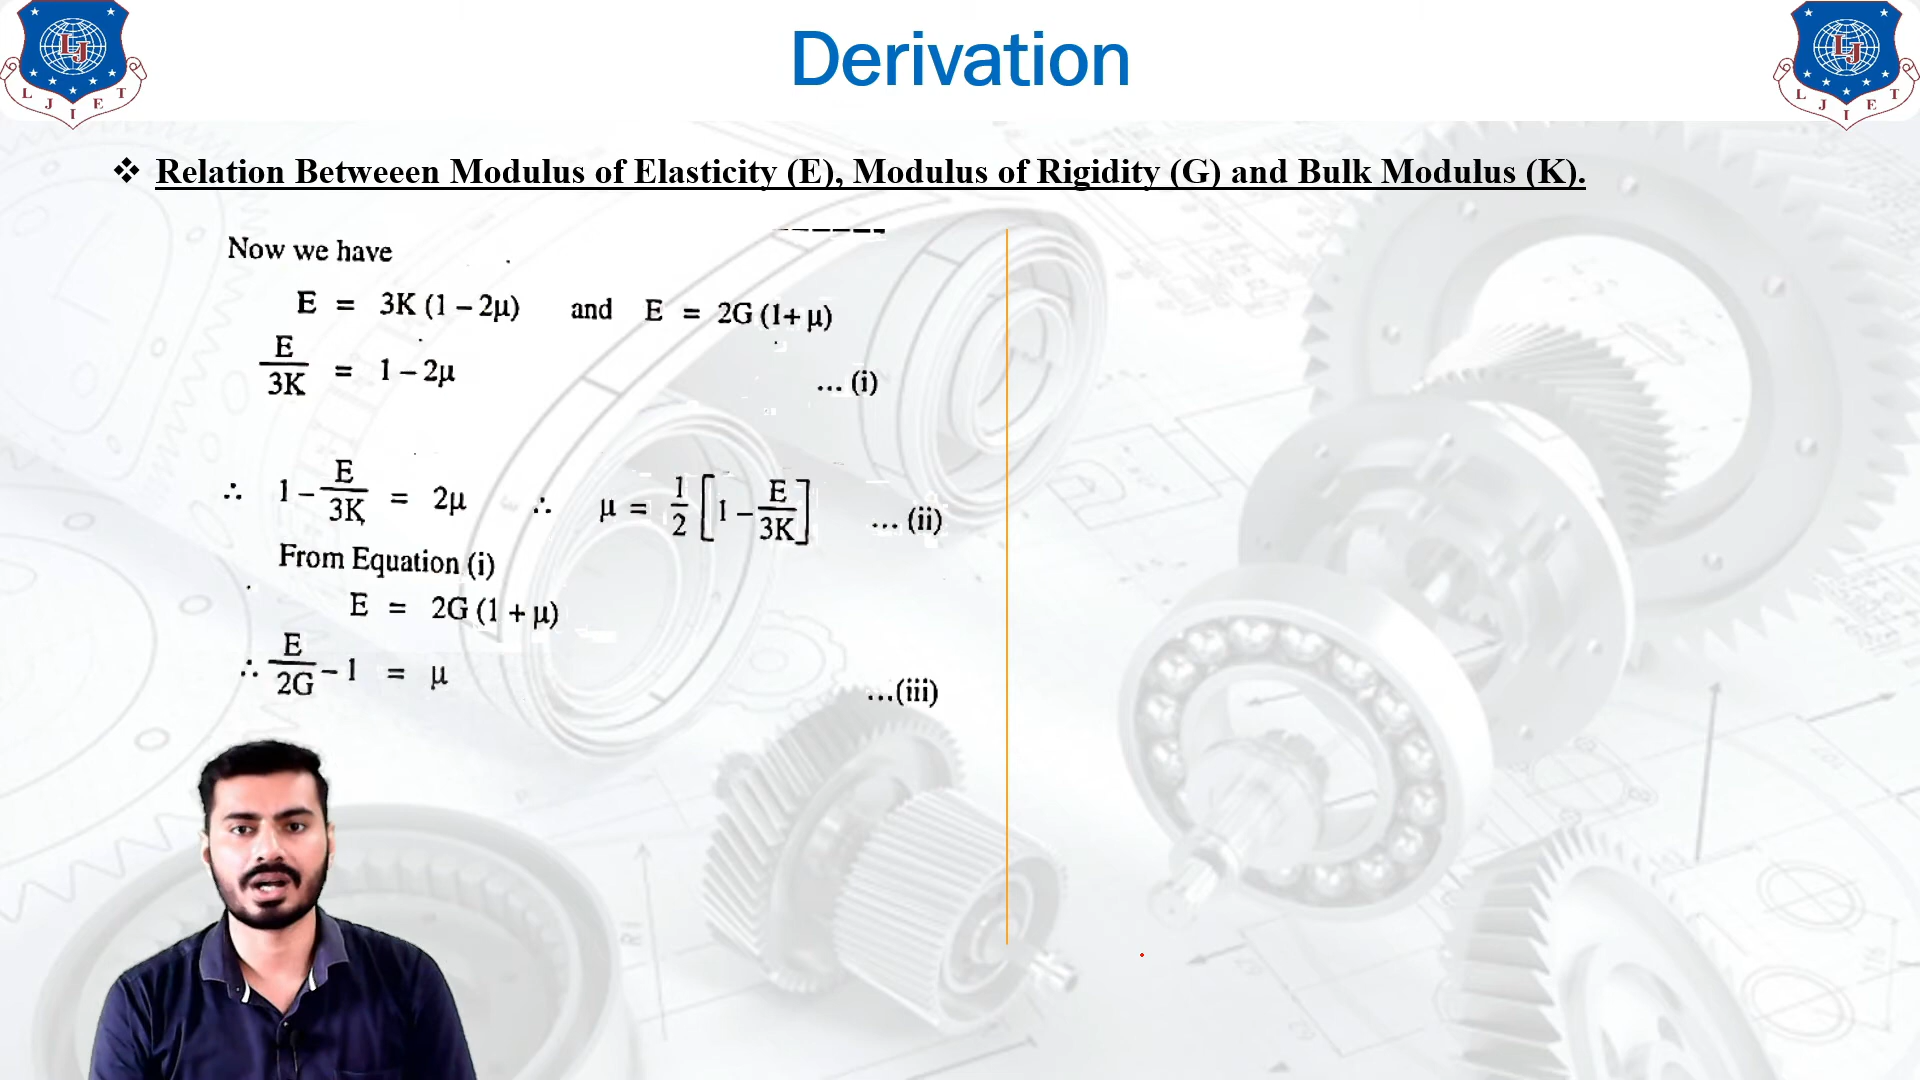 Derivation
LJ
L J I E T
LJ
L J I E T
❖ Relation Betweeen Modulus of Elasticity (E), Modulus of Rigidity (G) and Bulk Modulus (K).
Now we have
E = 3K (1 – 2μ) and E = 2G (1+ μ)
E/3K = 1 – 2μ ... (i)
∴ 1 – E/3K = 2μ ∴ μ = 1/2 [1 – E/3K] ... (ii)
From Equation (i)
E = 2G (1 + μ)
∴ E/2G – 1 = μ ...(iii)